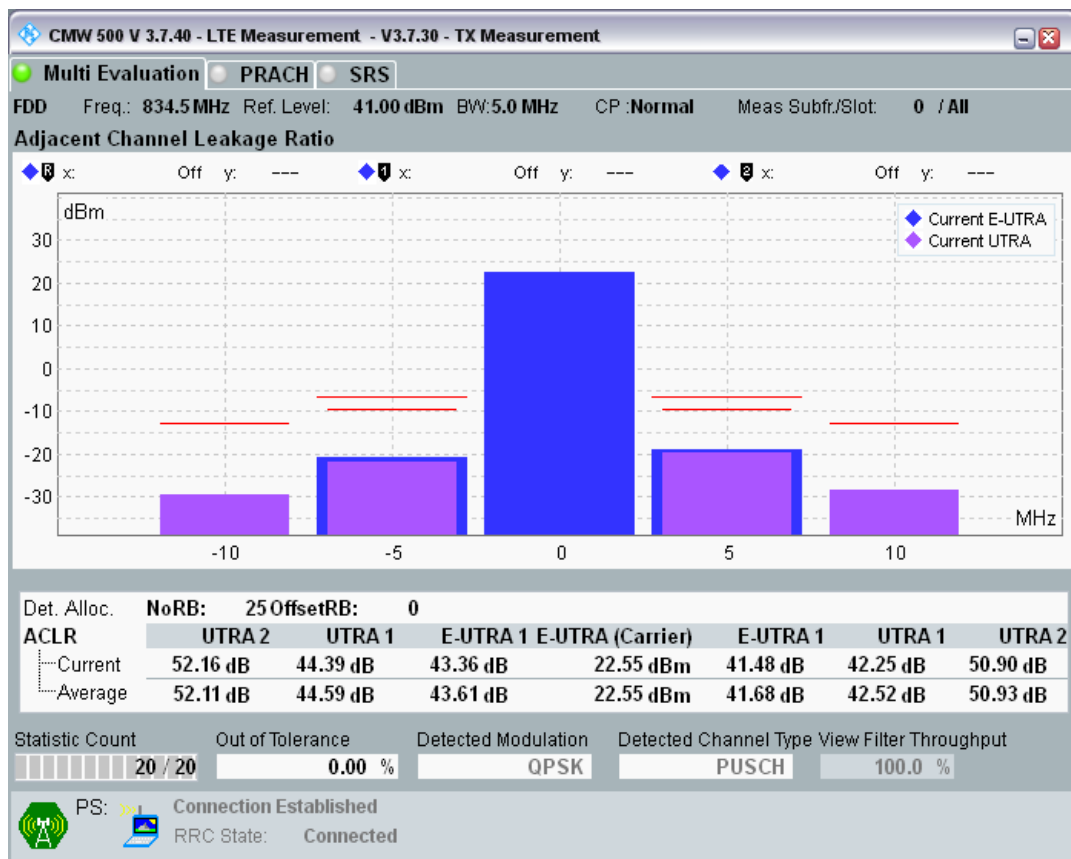 CMW 500 V 3.7.40 - LTE Measurement - V3.7.30 - TX Measurement
Multi Evaluation PRACH SRS
FDD Freq.: 834.5 MHz Ref. Level: 41.00 dBm BW:5.0 MHz CP :Normal Meas Subfr./Slot: 0 / All
Adjacent Channel Leakage Ratio
R x: Off y: --- 1 x: Off y: --- 2 x: Off y: ---
dBm
Current E-UTRA
Current UTRA
30
20
10
0
-10
-20
-30
MHz
-10 -5 0 5 10
Det. Alloc. NoRB: 25 OffsetRB: 0
ACLR UTRA 2 UTRA 1 E-UTRA 1 E-UTRA (Carrier) E-UTRA 1 UTRA 1 UTRA 2
Current 52.16 dB 44.39 dB 43.36 dB 22.55 dBm 41.48 dB 42.25 dB 50.90 dB
Average 52.11 dB 44.59 dB 43.61 dB 22.55 dBm 41.68 dB 42.52 dB 50.93 dB
Statistic Count Out of Tolerance Detected Modulation Detected Channel Type View Filter Throughput
20 / 20 0.00 % QPSK PUSCH 100.0 %
PS: Connection Established
RRC State: Connected